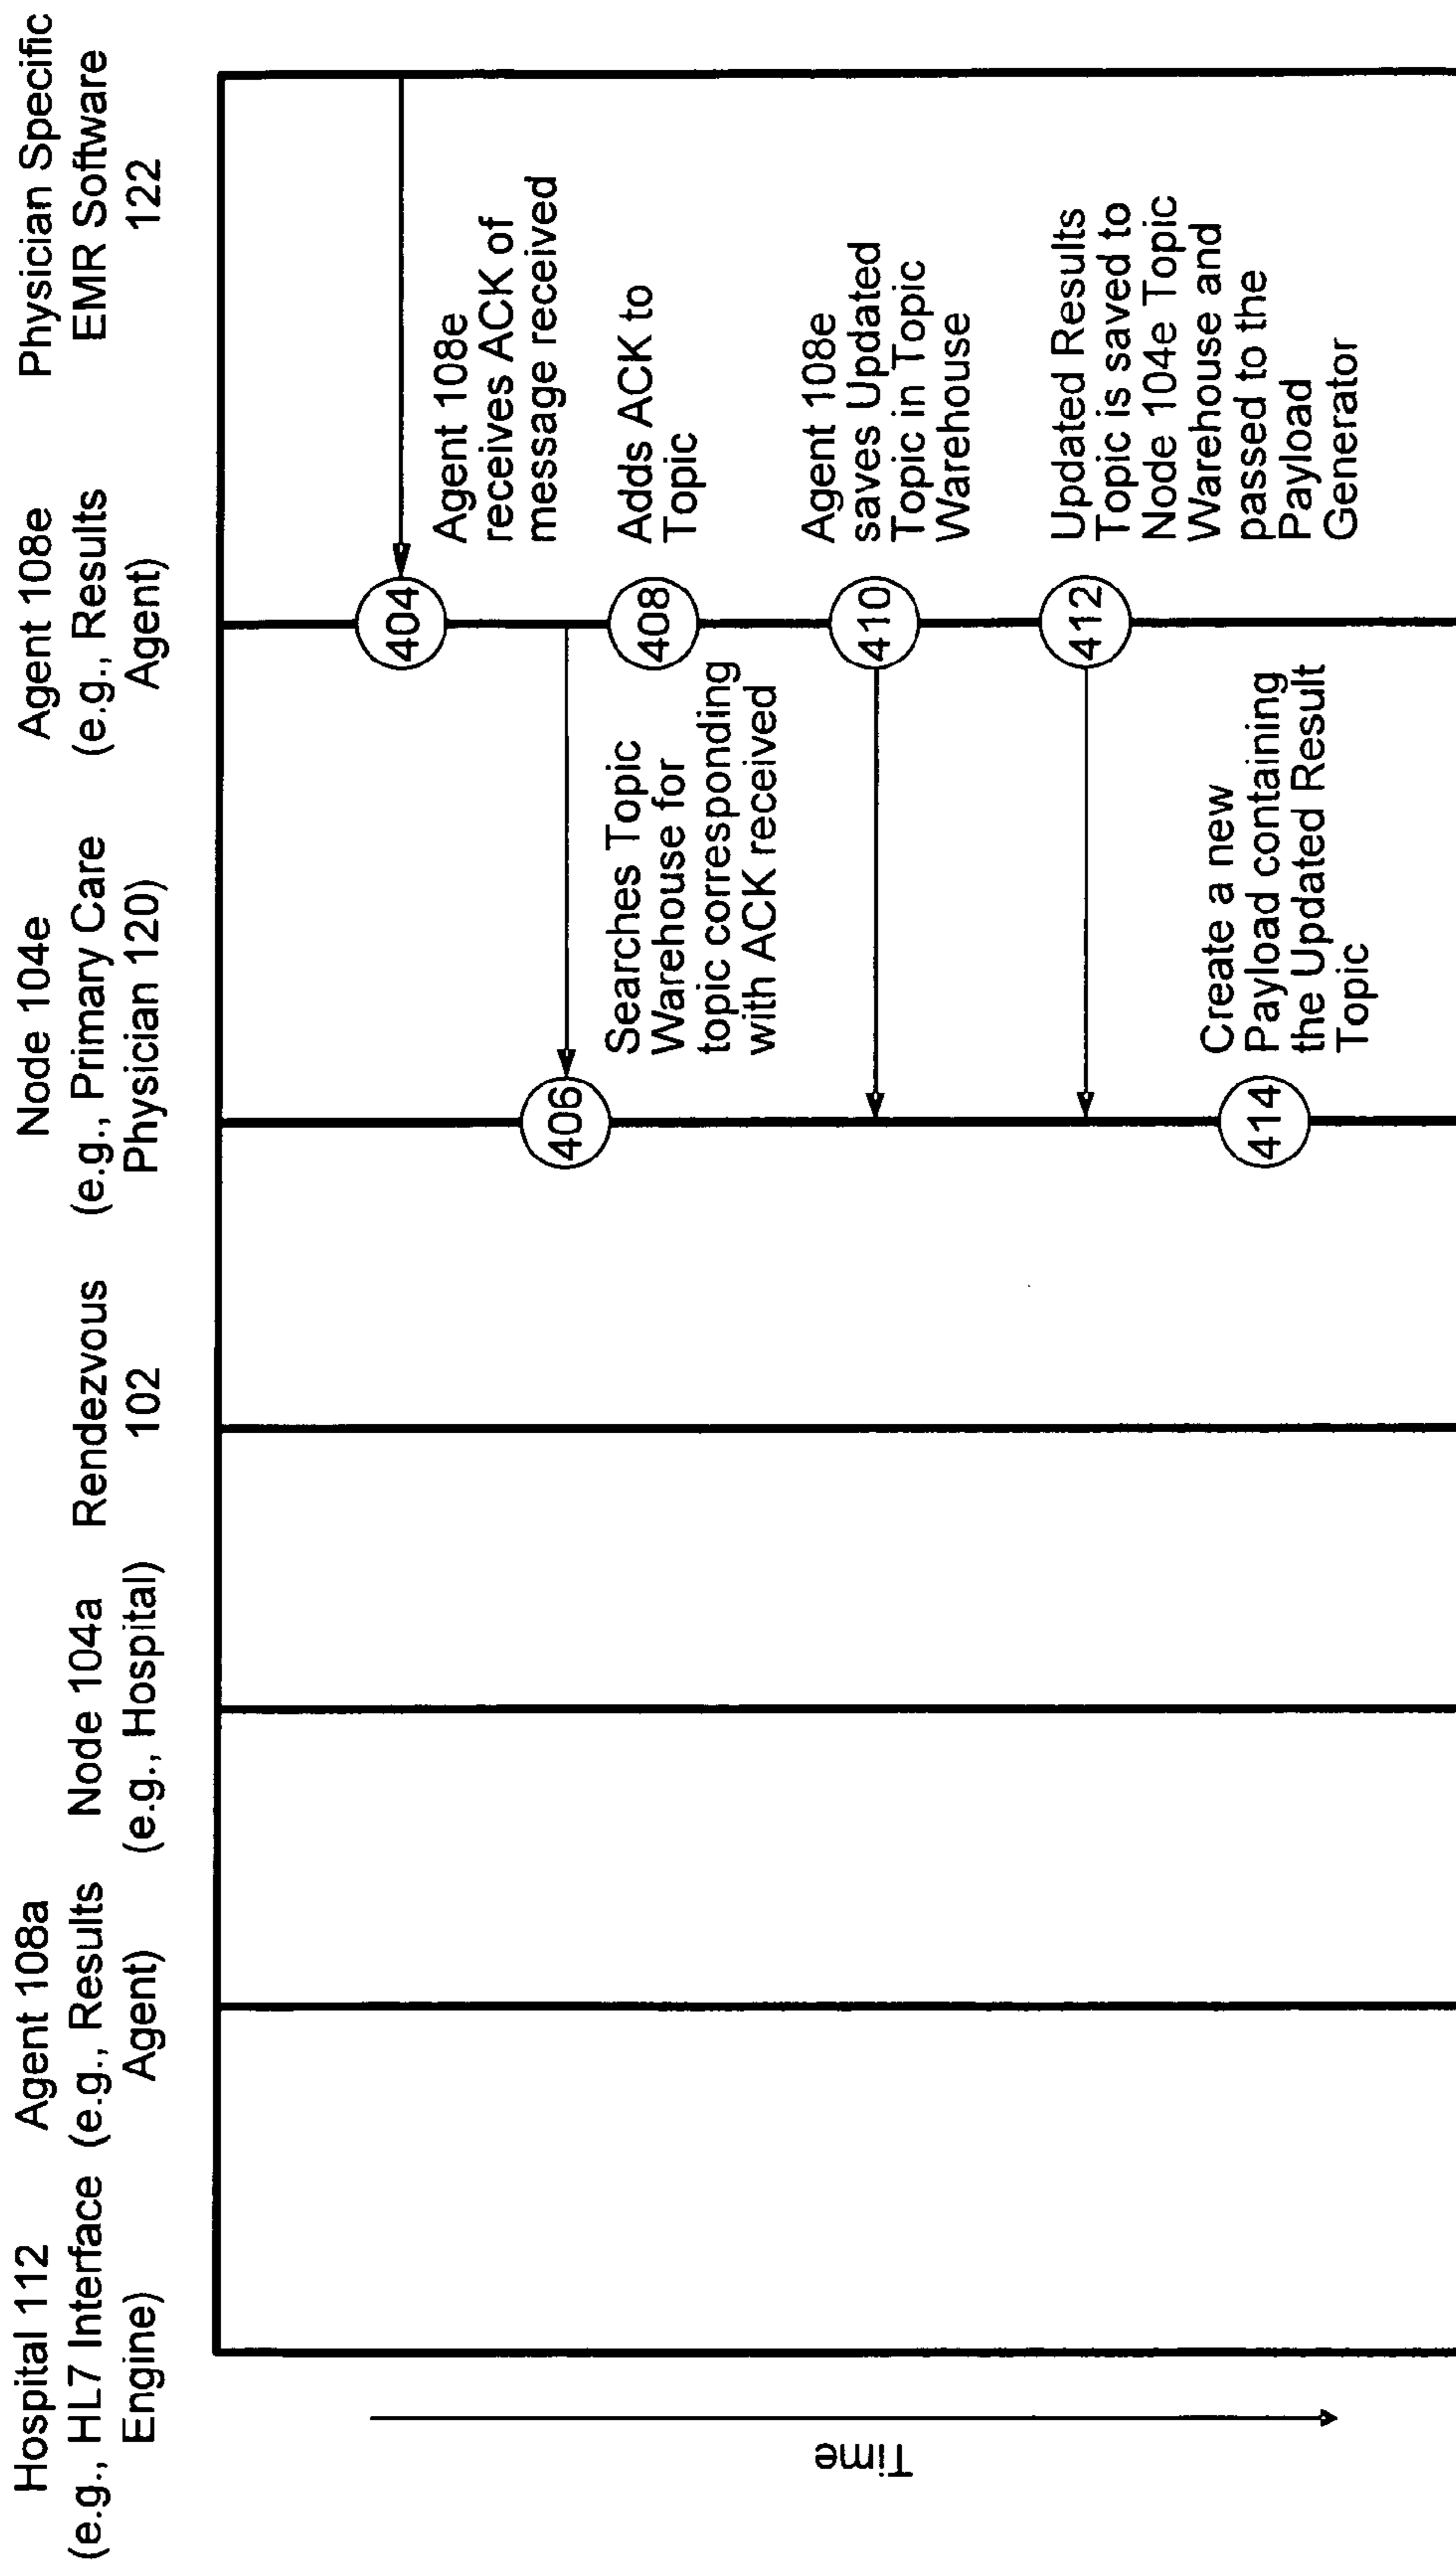 Hospital 112
(e.g., HL7 Interface
Engine)
Agent 108a
(e.g., Results
Agent)
Node 104a
(e.g., Hospital)
Rendezvous
102
Node 104e
(e.g., Primary Care
Physician 120)
Agent 108e
(e.g., Results
Agent)
Physician Specific
EMR Software
122
Time
404
Agent 108e
receives ACK of
message received
406
Searches Topic
Warehouse for
topic corresponding
with ACK received
408
Adds ACK to
Topic
410
Agent 108e
saves Updated
Topic in Topic
Warehouse
412
Updated Results
Topic is saved to
Node 104e Topic
Warehouse and
passed to the
Payload
Generator
414
Create a new
Payload containing
the Updated Result
Topic